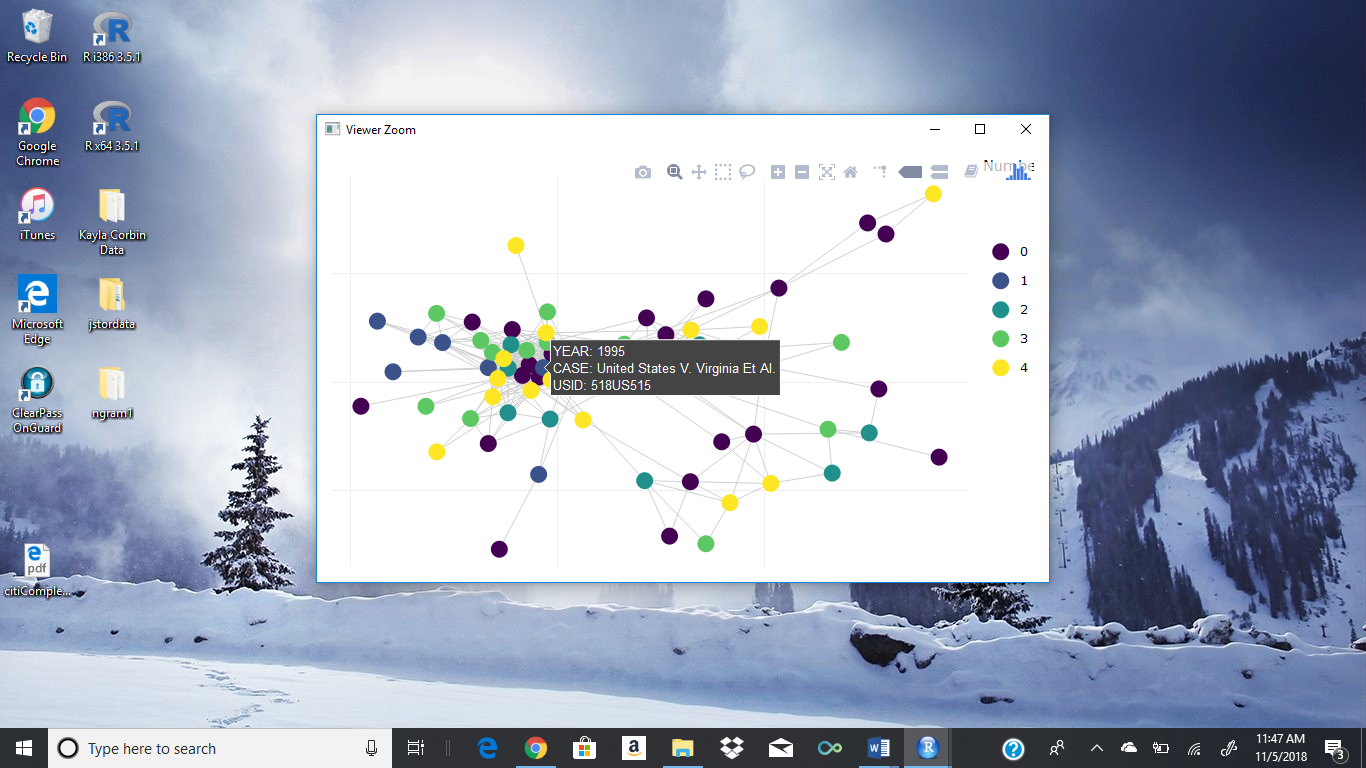 Recycle Bin
R i386 3.5.1
Google
Chrome
R x64 3.5.1
iTunes
Kayla Corbin
Data
Microsoft
Edge
jstordata
ClearPass
OnGuard
ngram1
pdf
citiComple...
Viewer Zoom
Numbe
0
1
2
3
4
YEAR: 1995
CASE: United States V. Virginia Et Al.
USID: 518US515
Type here to search
11:47 AM
11/5/2018
3